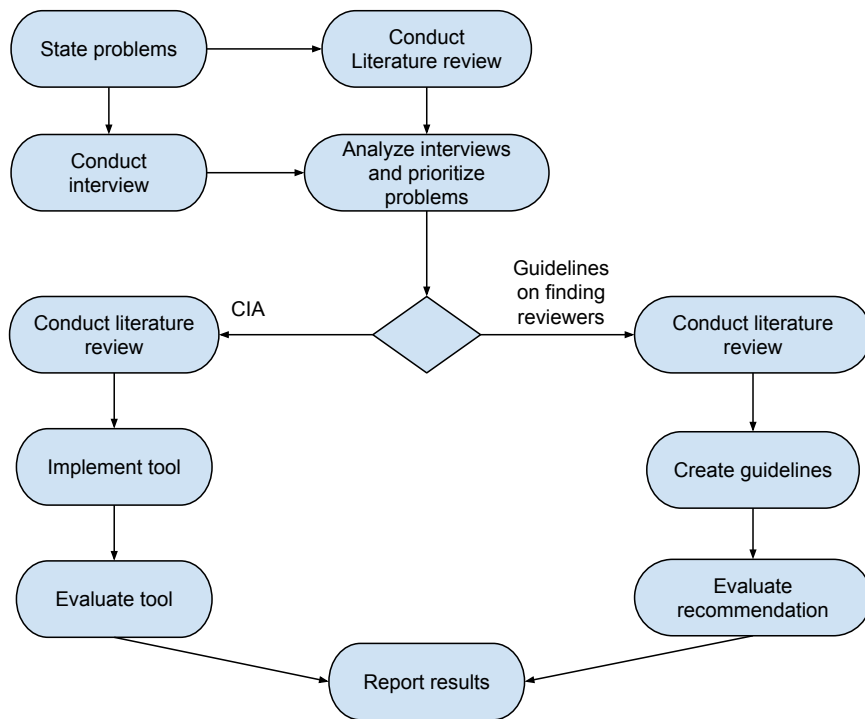 State problems
Conduct
Literature review
Conduct
interview
Analyze interviews
and prioritize
problems
CIA
Guidelines
on finding
reviewers
Conduct literature
review
Conduct literature
review
Implement tool
Create guidelines
Evaluate tool
Evaluate
recommendation
Report results